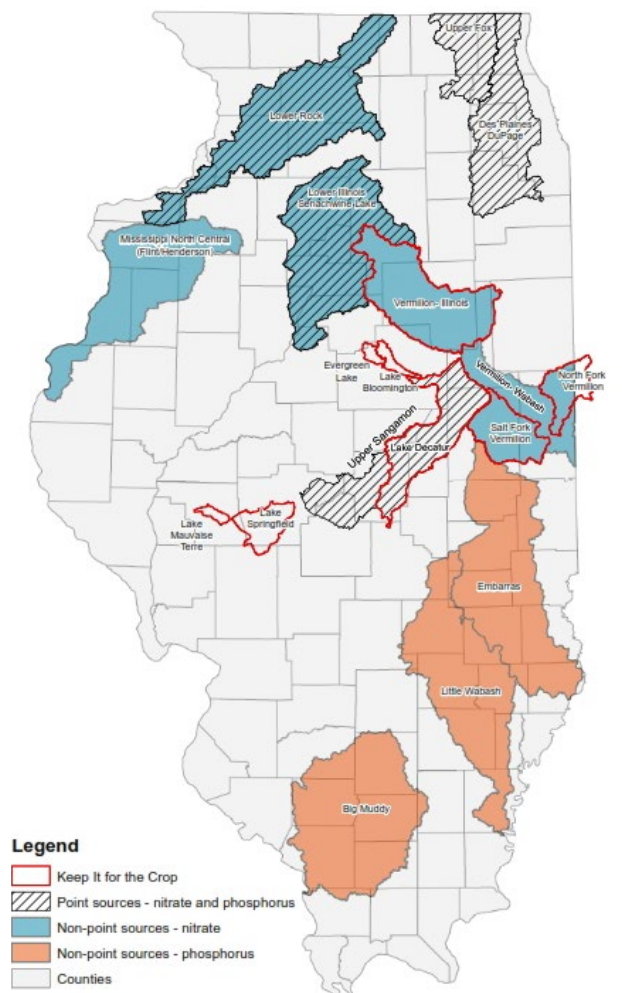 Upper Fox
Lower Rock
Des Plaines
DuPage
Lower Illinois
Senachwine Lake
Mississippi North Central
(Flint/Henderson)
Vermilion- Illinois
Evergreen
Lake
Lake
Bloomington
North Fork
Vermilion
Vermilion- Wabash
Salt Fork
Vermilion
Upper Sangamon
Lake Decatur
Lake
Springfield
Lake
Mauvaise
Terre
Embarras
Little Wabash
Big Muddy
Legend
Keep It for the Crop
Point sources - nitrate and phosphorus
Non-point sources - nitrate
Non-point sources - phosphorus
Counties